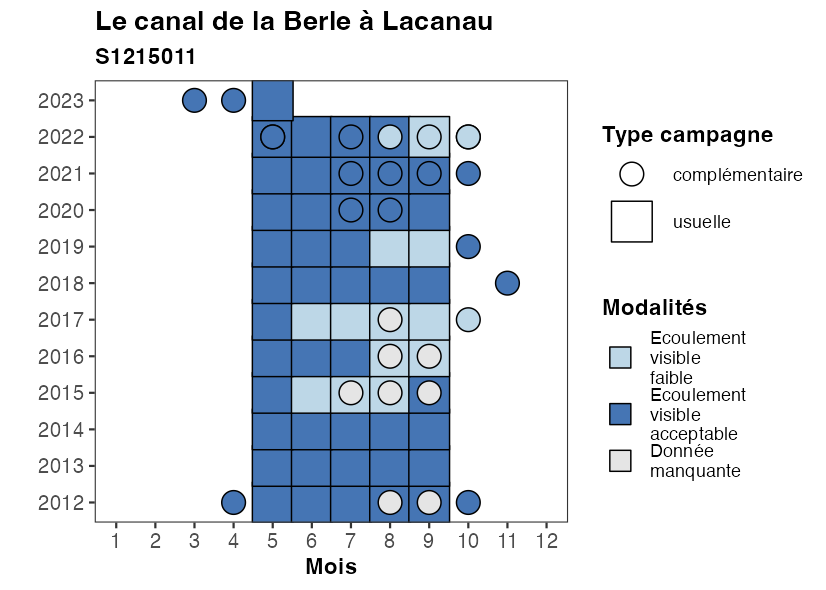 Le canal de la Berle à Lacanau
S1215011
2023
2022
2021
2020
2019
2018
2017
2016
2015
2014
2013
2012
1 2 3 4 5 6 7 8 9 10 11 12
Mois
Type campagne
complémentaire
usuelle
Modalités
Ecoulement
visible
faible
Ecoulement
visible
acceptable
Donnée
manquante